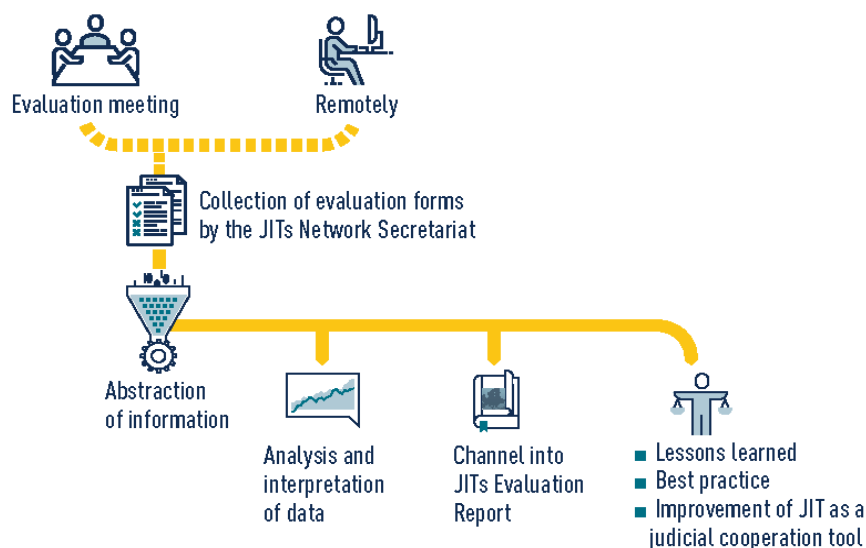 Evaluation meeting
Remotely
Collection of evaluation forms
by the JITs Network Secretariat
Abstraction
of information
Analysis and
interpretation
of data
Channel into
JITs Evaluation
Report
Lessons learned
Best practice
Improvement of JIT as a
judicial cooperation tool